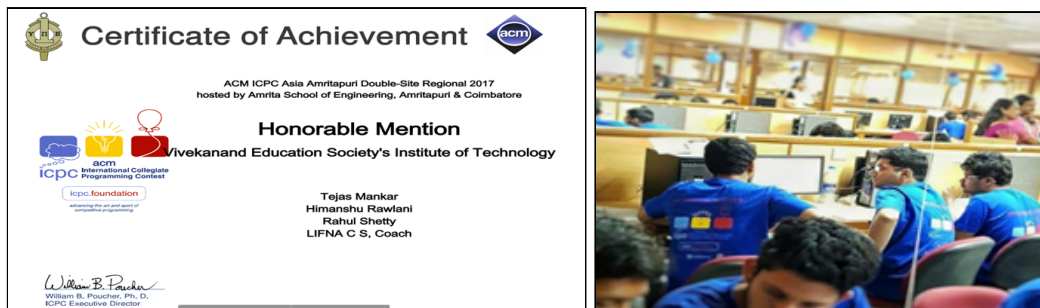 Certificate of Achievement
acm
ACM ICPC Asia Amritapuri Double-Site Regional 2017
hosted by Amrita School of Engineering, Amritapuri & Coimbatore
Honorable Mention
Vivekanand Education Society's Institute of Technology
acm
icpc International Collegiate
Programming Contest
icpc.foundation
advancing the art and sport of
competitive programming
Tejas Mankar
Himanshu Rawlani
Rahul Shetty
LIFNA C S, Coach
William B. Poucher
William B. Poucher, Ph. D.
ICPC Executive Director